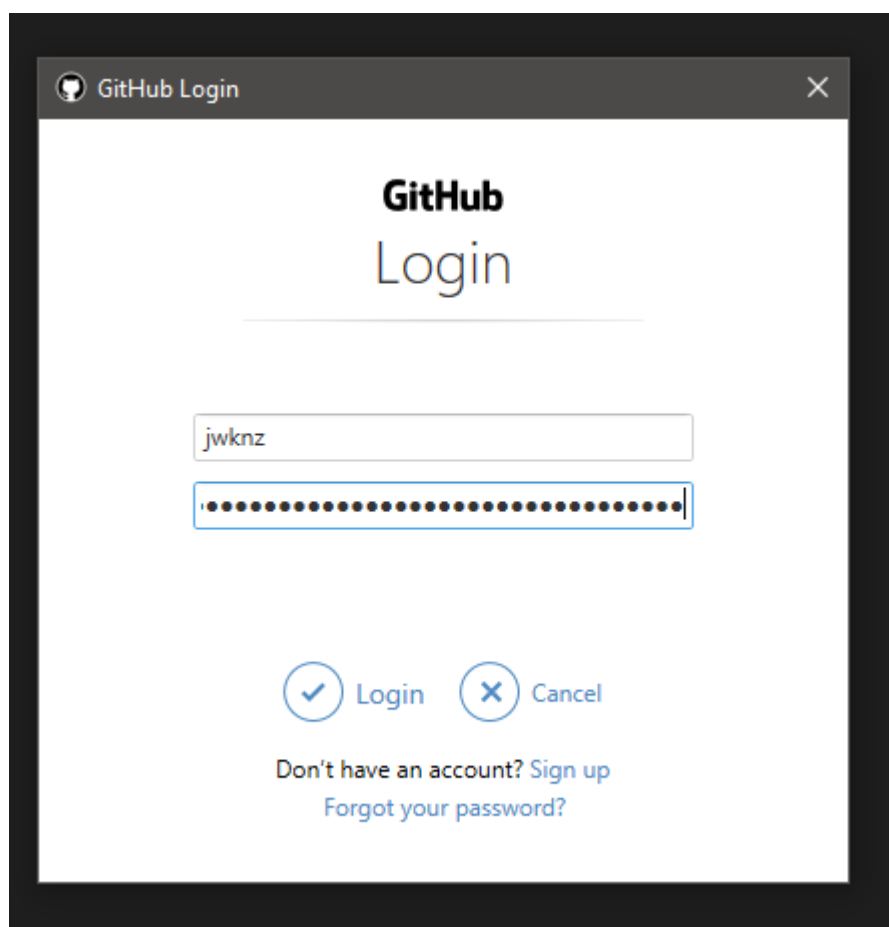 GitHub Login
GitHub
Login
jwknz
●●●●●●●●●●●●●●●●●●●●●●●●●●●●●●●●●
Login Cancel
Don't have an account? Sign up
Forgot your password?